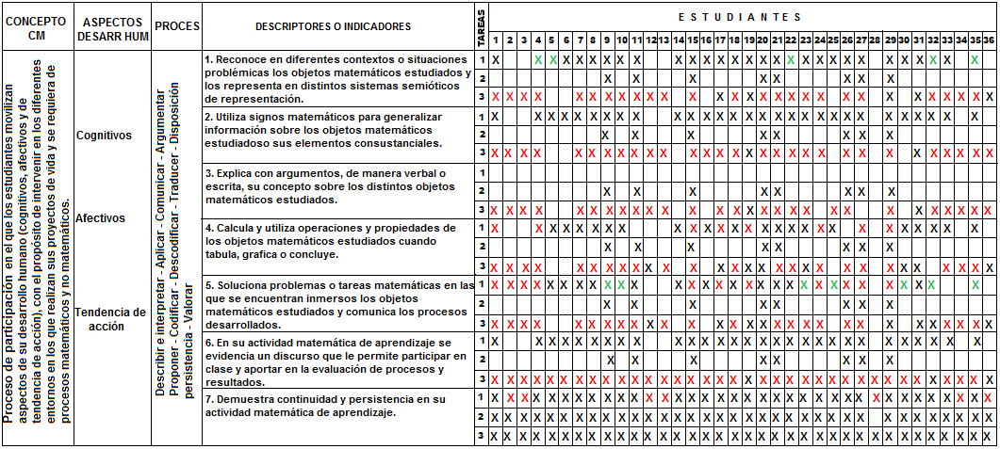 CONCEPTO CM
ASPECTOS DESARR HUM
PROCES
DESCRIPTORES O INDICADORES
TAREAS
E S T U D I A N T E S
1 2 3 4 5 6 7 8 9 10 11 12 13 14 15 16 17 18 19 20 21 22 23 24 25 26 27 28 29 30 31 32 33 34 35 36
Proceso de participación en el que los estudiantes movilizan
aspectos de su desarrollo humano (cognitivos, afectivos y de
tendencia de acción), con el propósito de intervenir en los diferentes
entornos en los que realizan sus proyectos de vida y se requiera de
procesos matemáticos y no matemáticos.
Cognitivos
Afectivos
Tendencia de
acción
Describir e interpretar - Aplicar - Comunicar - Argumentar
Proponer - Codificar - Descodificar - Traducer - Disposición
persistencia - Valorar
1. Reconoce en diferentes contextos o situaciones
problémicas los objetos matemáticos estudiados y
los representa en distintos sistemas semióticos
de representación.
1
2
3
2. Utiliza signos matemáticos para generalizar
información sobre los objetos matemáticos
estudiadoso sus elementos consustanciales.
1
2
3
3. Explica con argumentos, de manera verbal o
escrita, su concepto sobre los distintos objetos
matemáticos estudiados.
1
2
3
4. Calcula y utiliza operaciones y propiedades de
los objetos matemáticos estudiados cuando
tabula, grafica o concluye.
1
2
3
5. Soluciona problemas o tareas matemáticas en las
que se encuentran inmersos los objetos
matemáticos estudiados y comunica los procesos
desarrollados.
1
2
3
6. En su actividad matemática de aprendizaje se
evidencia un discurso que le permite participar en
clase y aportar en la evaluación de procesos y
resultados.
1
2
3
7. Demuestra continuidad y persistencia en su
actividad matemática de aprendizaje.
1
2
3